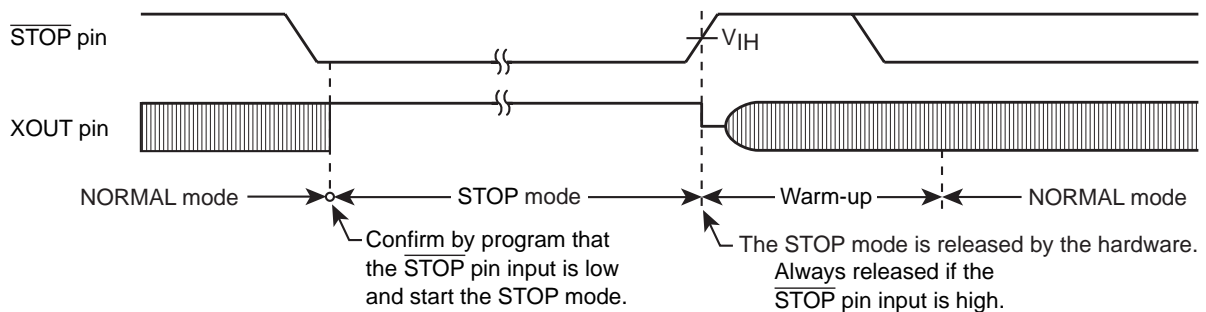 STOP pin
VIH
XOUT pin
NORMAL mode
STOP mode
Warm-up
NORMAL mode
Confirm by program that
the STOP pin input is low
and start the STOP mode.
The STOP mode is released by the hardware.
Always released if the
STOP pin input is high.